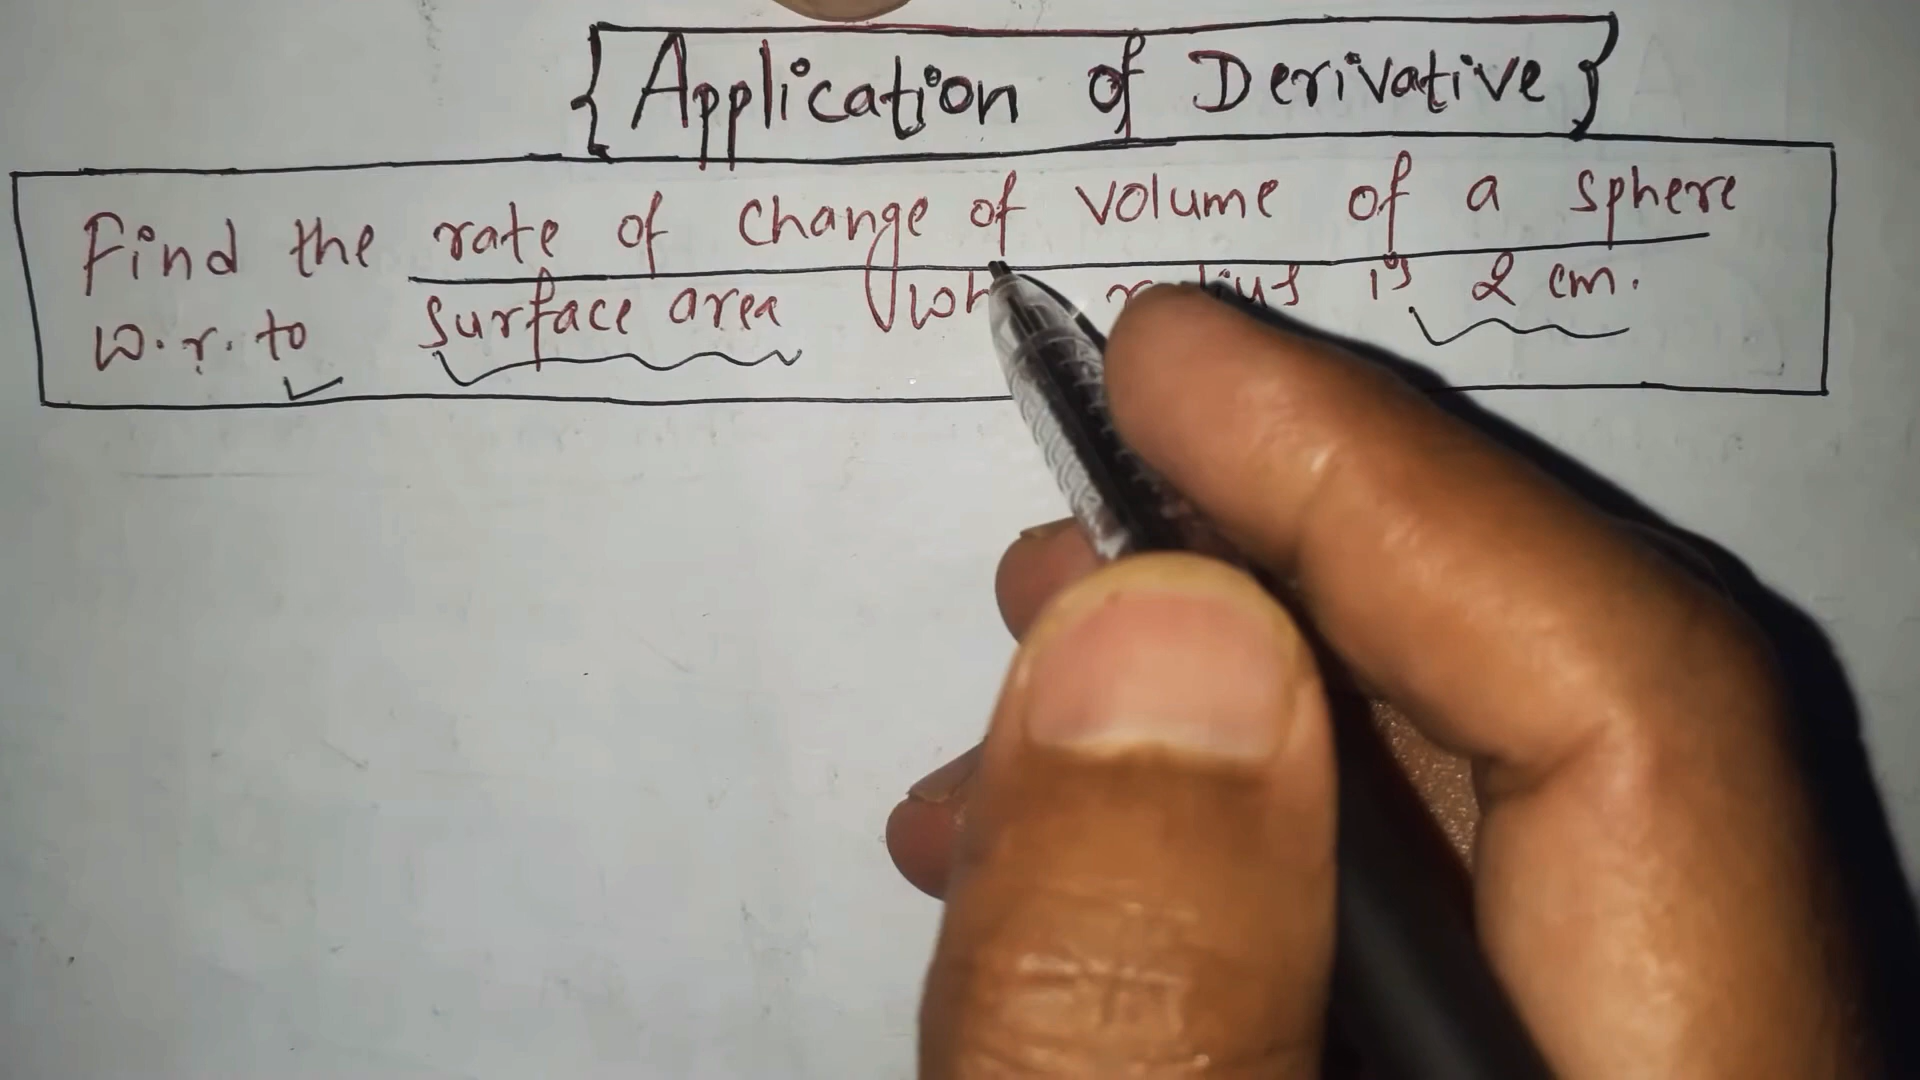 {Application of Derivative}
Find the rate of change of volume of a sphere
w.r. to surface area is 2 cm.